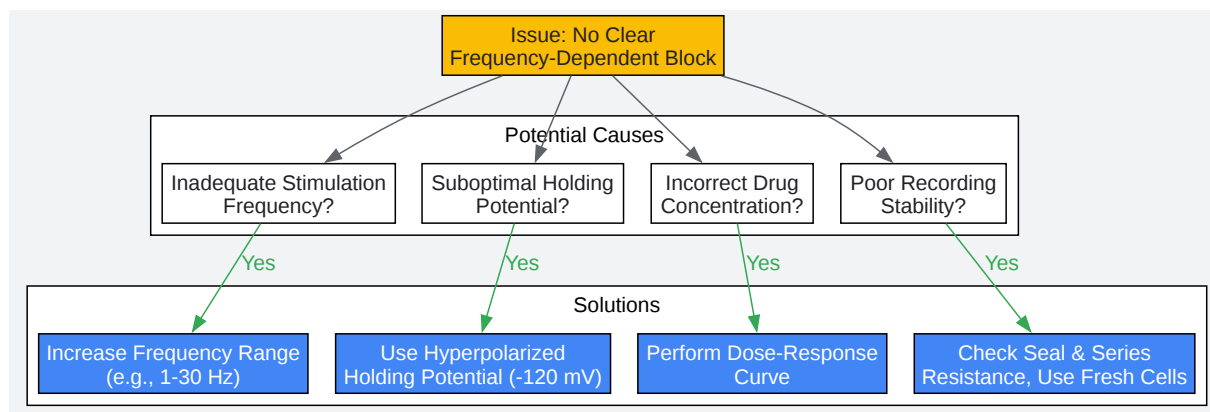 Issue: No Clear
Frequency-Dependent Block
Potential Causes
Inadequate Stimulation
Frequency?
Suboptimal Holding
Potential?
Incorrect Drug
Concentration?
Poor Recording
Stability?
Yes
Yes
Yes
Yes
Solutions
Increase Frequency Range
(e.g., 1-30 Hz)
Use Hyperpolarized
Holding Potential (-120 mV)
Perform Dose-Response
Curve
Check Seal & Series
Resistance, Use Fresh Cells